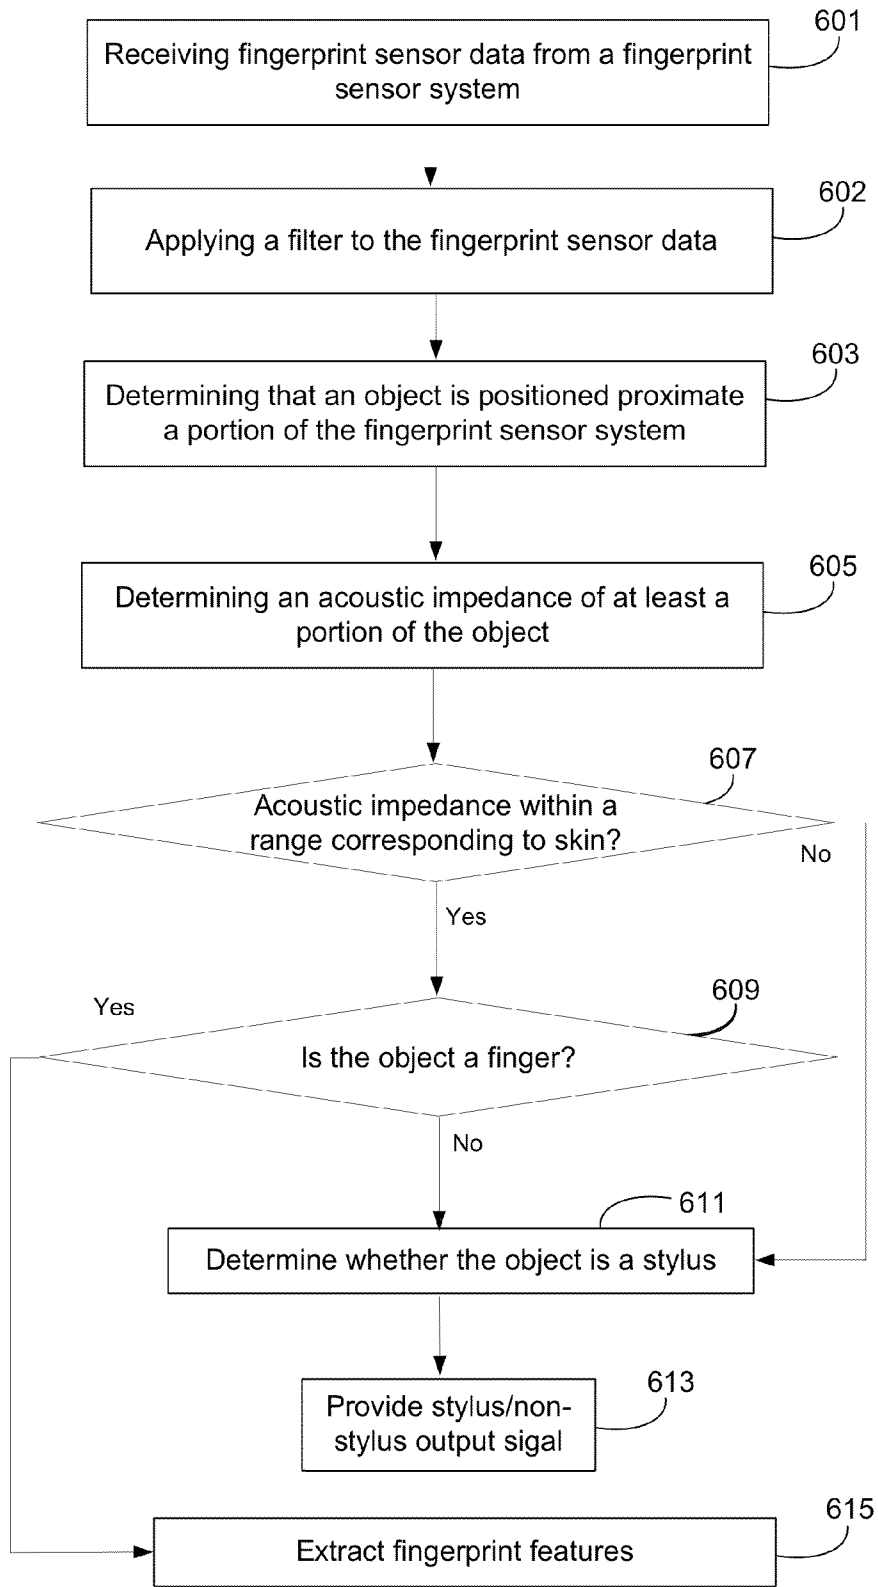 601
Receiving fingerprint sensor data from a fingerprint
sensor system
602
Applying a filter to the fingerprint sensor data
603
Determining that an object is positioned proximate
a portion of the fingerprint sensor system
605
Determining an acoustic impedance of at least a
portion of the object
607
Acoustic impedance within a
range corresponding to skin?
No
Yes
609
Yes
Is the object a finger?
No
611
Determine whether the object is a stylus
613
Provide stylus/non-
stylus output sigal
615
Extract fingerprint features